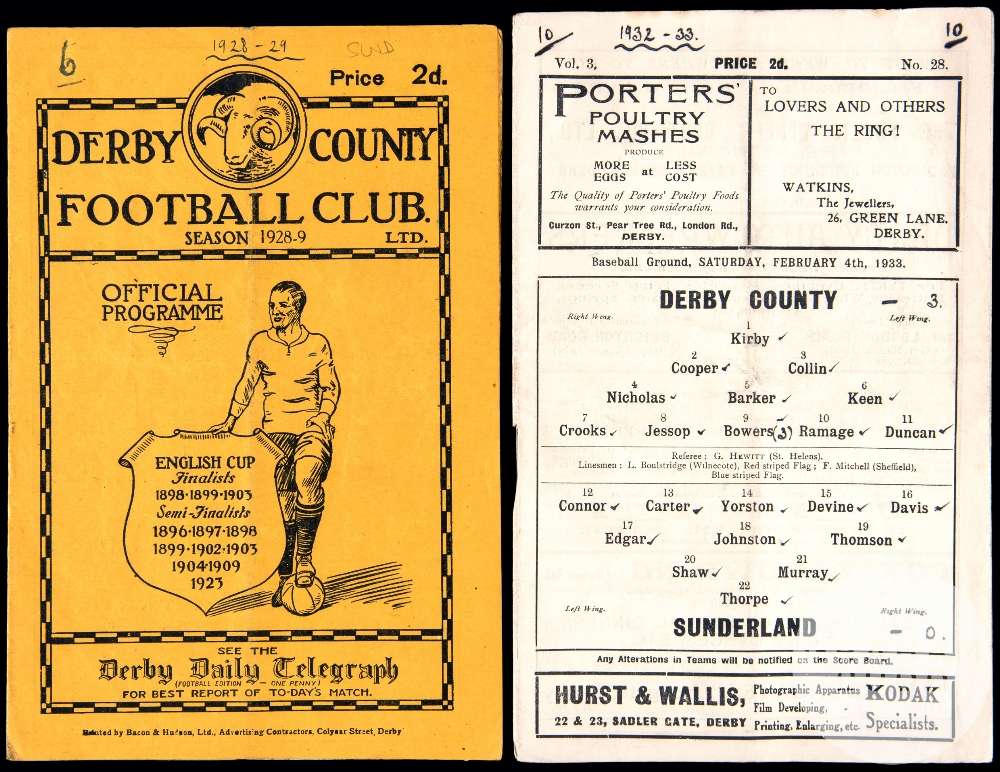 6
1928-29
SUND
Price 2d.
DERBY COUNTY
FOOTBALL CLUB.
SEASON 1928-9 LTD.
OFFICIAL
PROGRAMME
ENGLISH CUP
Finalists
1898·1899·1903
Semi-Finalists
1896·1897·1898
1899·1902·1903
1904·1909
1923
SEE THE
Derby Daily Telegraph
(FOOTBALL EDITION - ONE PENNY)
FOR BEST REPORT OF TO-DAY'S MATCH.
Printed by Bacon & Hudson, Ltd., Advertising Contractors, Colyear Street, Derby
10 1932-33. 10
Vol. 3. PRICE 2d. No. 28.
PORTERS'
POULTRY
MASHES
PRODUCE
MORE EGGS at LESS COST
The Quality of Porters' Poultry Foods
warrants your consideration.
Curzon St., Pear Tree Rd., London Rd.,
DERBY.
TO
LOVERS AND OTHERS
THE RING!
WATKINS,
The Jewellers,
26, GREEN LANE.
DERBY.
Baseball Ground, SATURDAY, FEBRUARY 4th, 1933.
DERBY COUNTY - 3.
Right Wing. Left Wing.
1
Kirby
2 3
Cooper Collin
4 5 6
Nicholas Barker Keen
7 8 9 10 11
Crooks Jessop Bowers (3) Ramage Duncan
Referee : G. HEWITT (St. Helens).
Linesmen : L. Boulstridge (Wilnecote), Red striped Flag ; F. Mitchell (Sheffield),
Blue striped Flag.
12 13 14 15 16
Connor Carter Yorston Devine Davis
17 18 19
Edgar Johnston Thomson
20 21
Shaw Murray
22
Thorpe
Left Wing. Right Wing.
SUNDERLAND - 0.
Any Alterations in Teams will be notified on the Score Board.
HURST & WALLIS,
22 & 23, SADLER GATE, DERBY
Photographic Apparatus
Film Developing,
Printing, Enlarging, etc.
KODAK
Specialists.